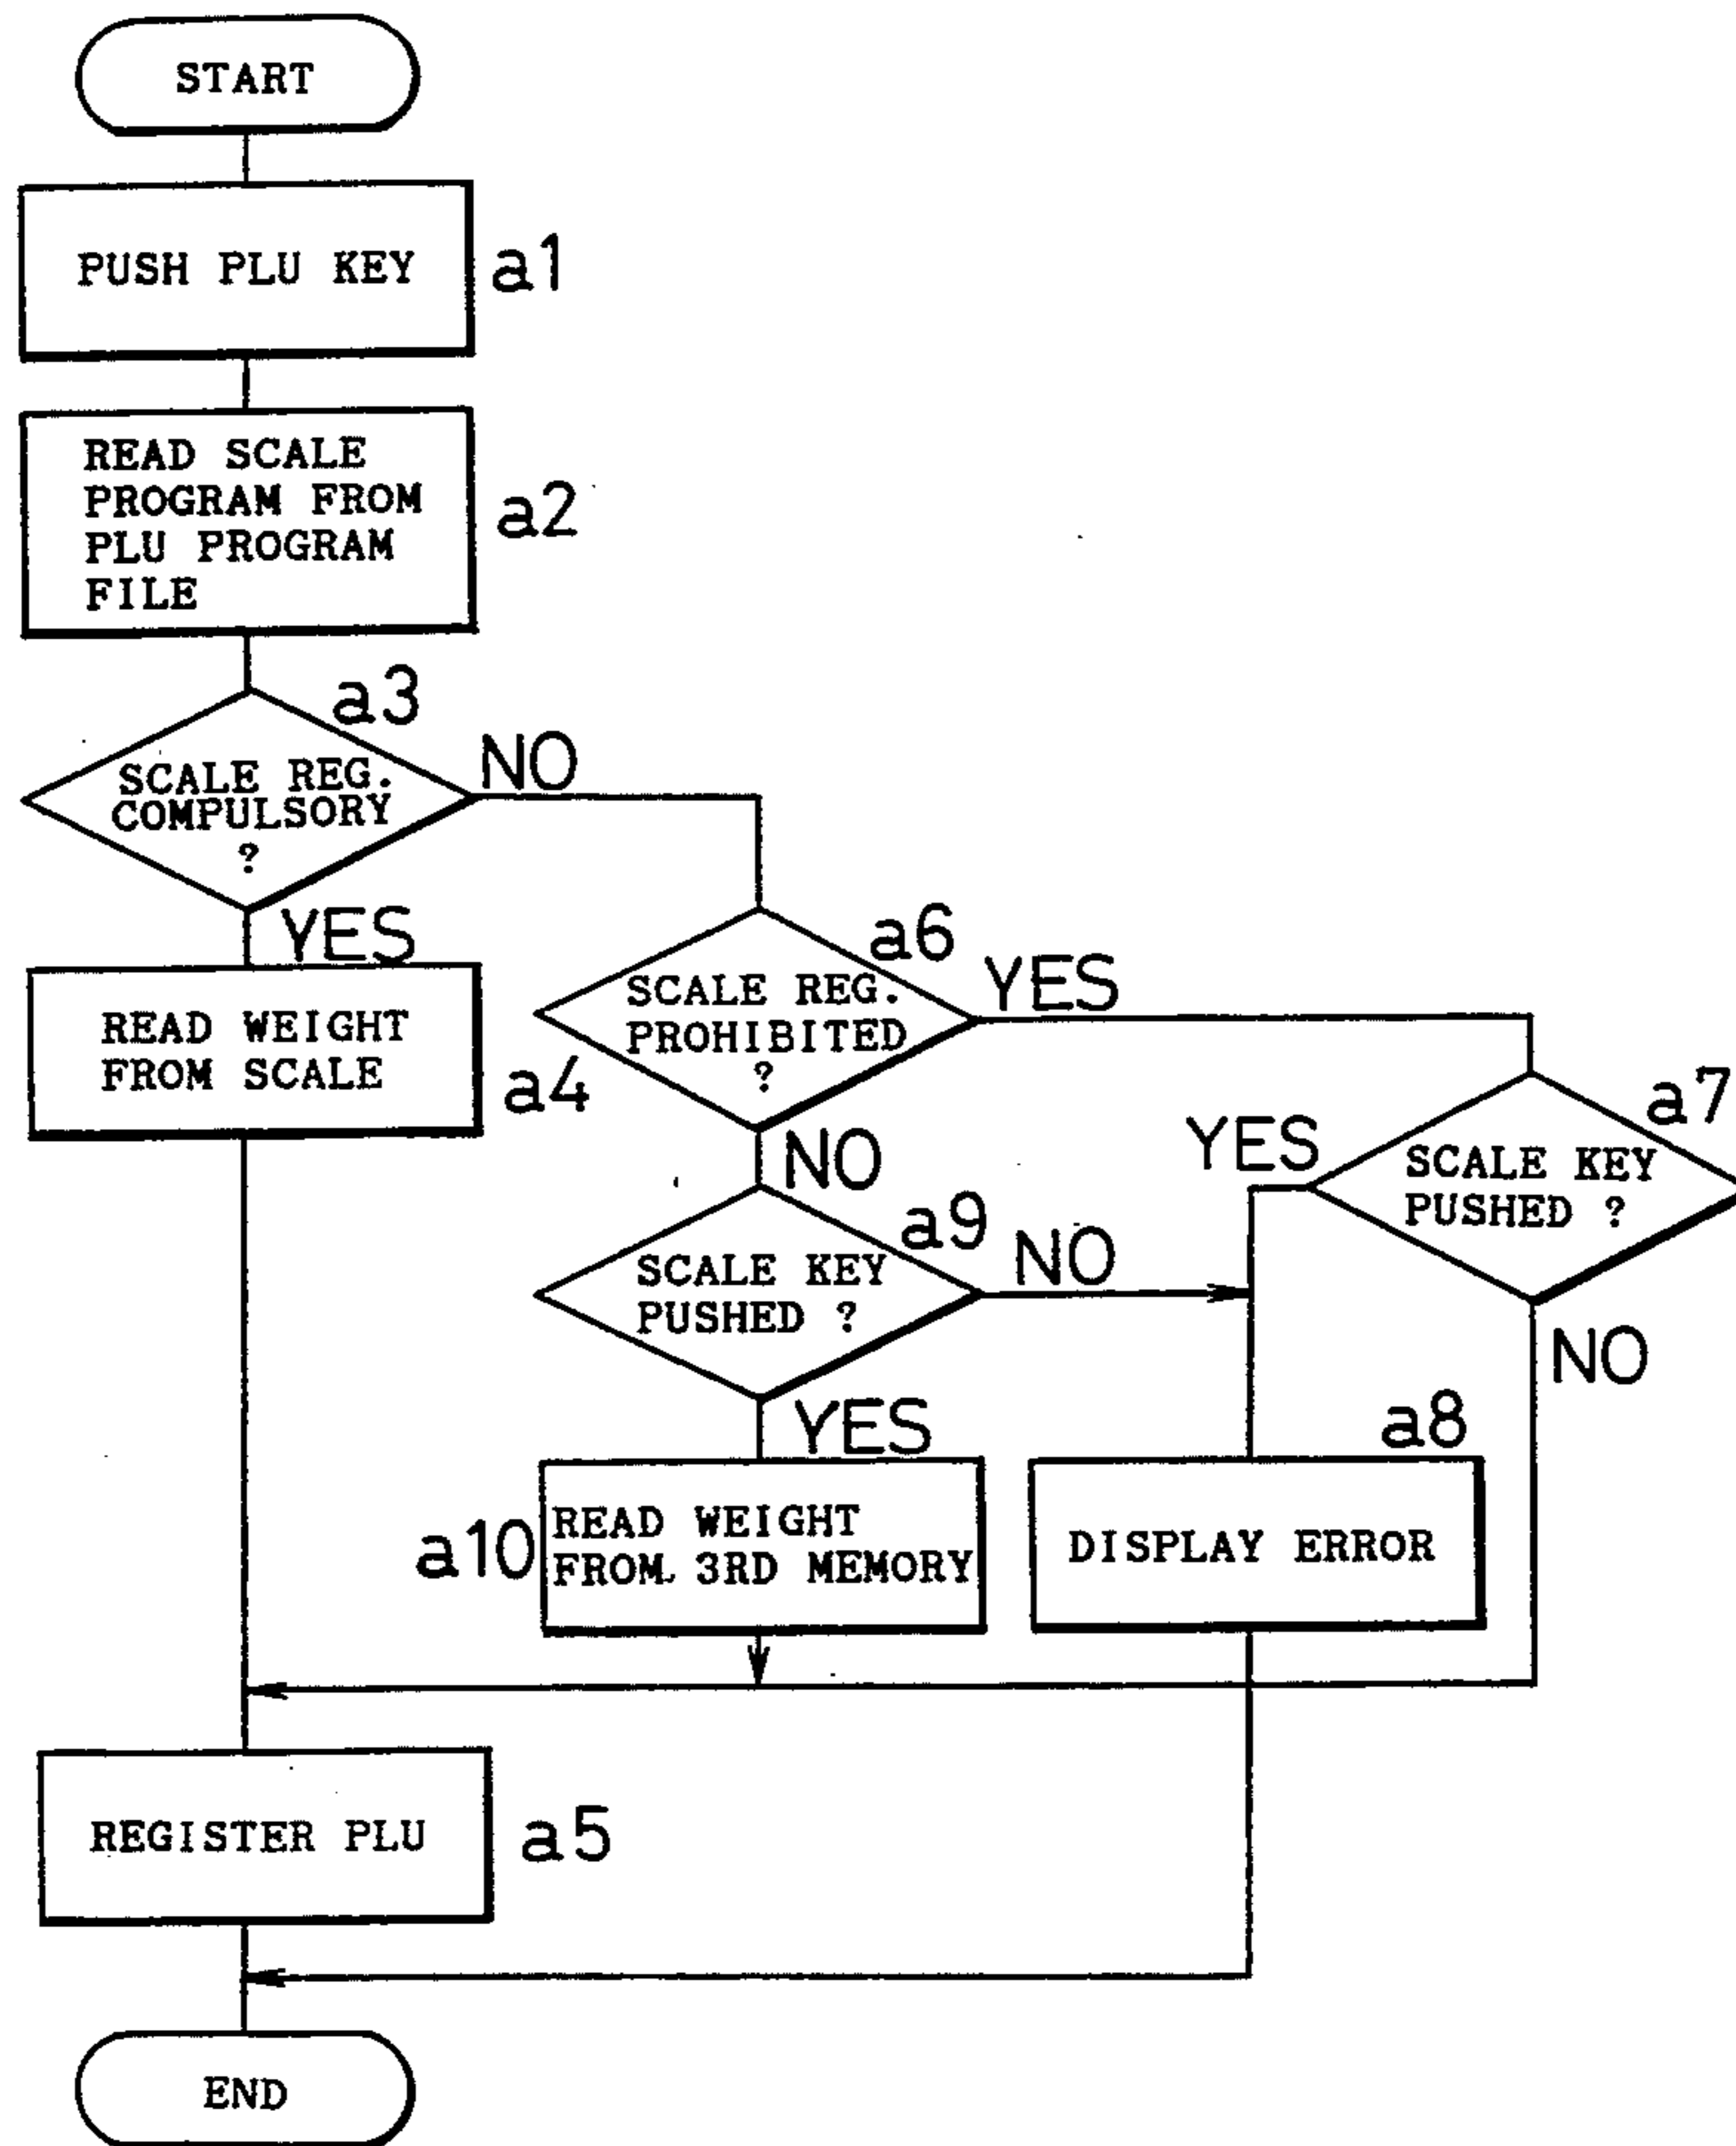 START
PUSH PLU KEY
a1
READ SCALE
PROGRAM FROM
PLU PROGRAM
FILE
a2
a3
SCALE REG.
COMPULSORY
?
NO
YES
READ WEIGHT
FROM SCALE
a4
a6
SCALE REG.
PROHIBITED
?
YES
NO
a7
SCALE KEY
PUSHED ?
YES
NO
a9
SCALE KEY
PUSHED ?
NO
YES
a10
READ WEIGHT
FROM 3RD MEMORY
a8
DISPLAY ERROR
REGISTER PLU
a5
END